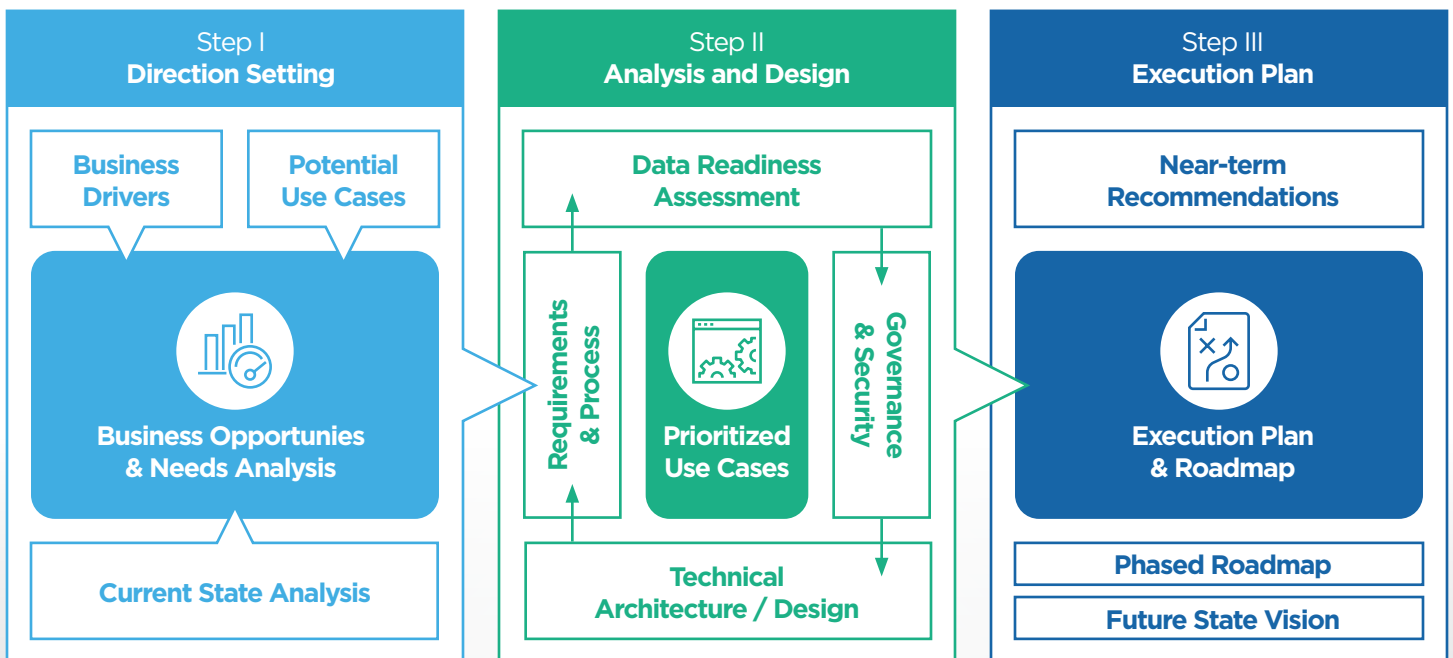 Step I
Direction Setting
Business
Drivers
Potential
Use Cases
Business Opportunies
& Needs Analysis
Current State Analysis
Step II
Analysis and Design
Data Readiness
Assessment
Requirements
& Process
Prioritized
Use Cases
Governance
& Security
Technical
Architecture / Design
Step III
Execution Plan
Near-term
Recommendations
Execution Plan
& Roadmap
Phased Roadmap
Future State Vision